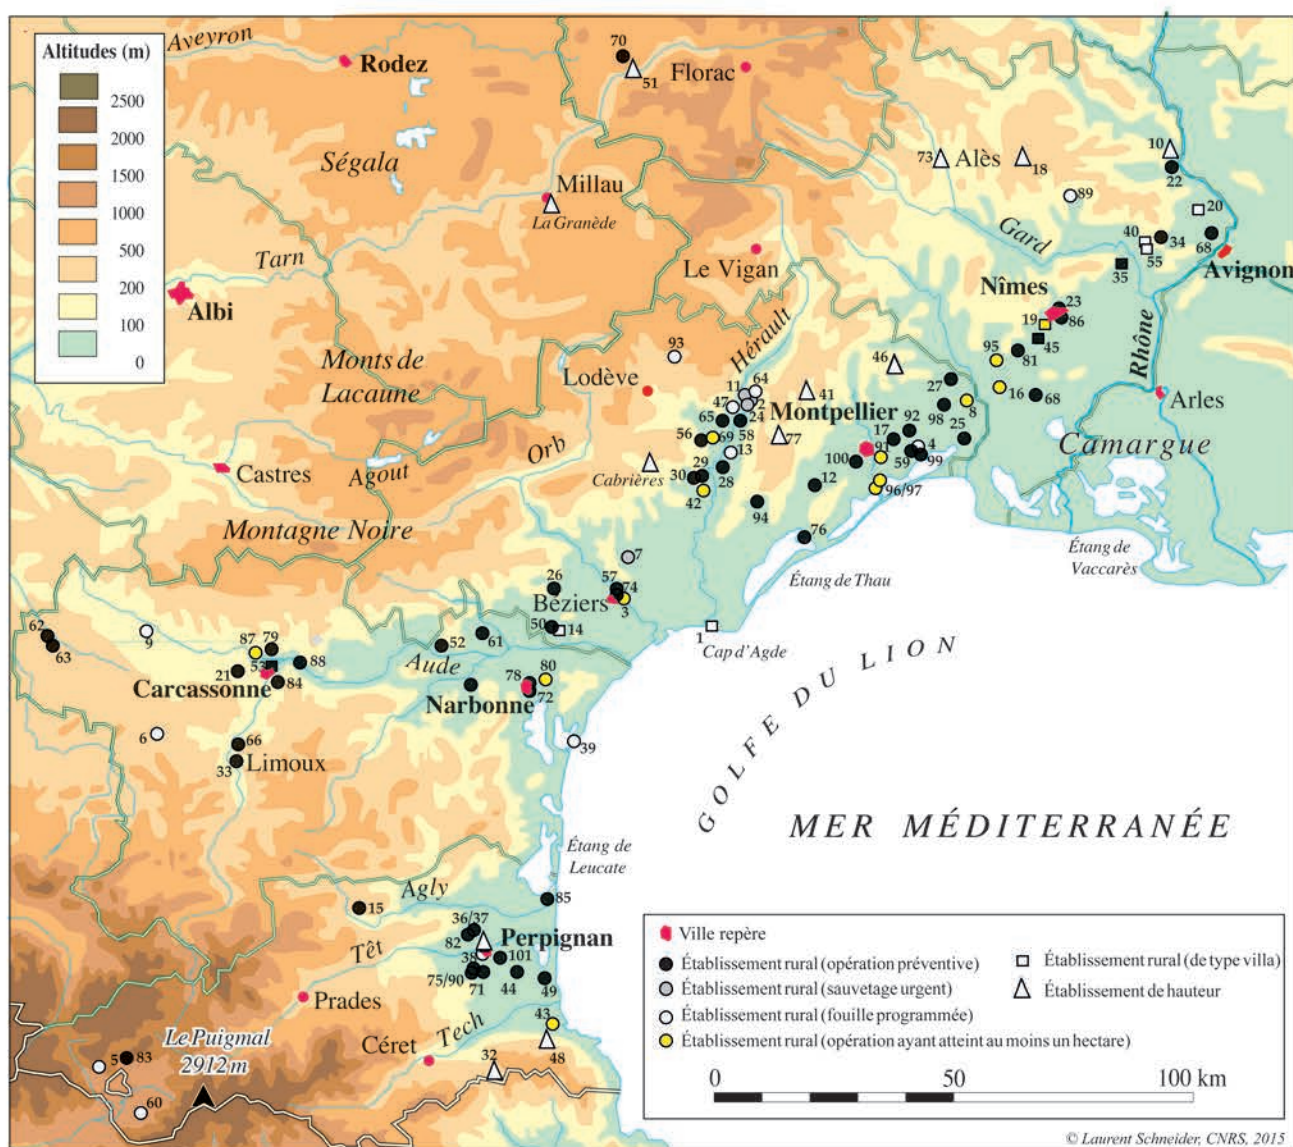 Altitudes (m)
2500
2000
1500
1000
500
200
100
0
Aveyron
Rodez
70
51
Florac
Ségala
Millau
La Granède
Tarn
Albi
Le Vigan
73
Alès
18
10
22
89
20
Gard
40
34
68
55
35
Avignon
Nîmes
23
19
86
45
81
95
Rhône
16
68
Arles
Camargue
Monts de
Lacaune
Lodève
93
Hérault
46
11
64
47
2
41
27
65
24
Montpellier
98
8
56
69
58
77
17
92
25
13
91
4
Orb
Castres
Agout
Cabrières
29
30
28
100
59
99
42
12
96/97
94
Montagne Noire
76
Étang de Thau
Étang de
Vaccarès
7
26
57
74
Béziers
3
62
9
87
79
50
14
1
Cap d'Agde
63
53
88
52
61
Aude
21
84
Carcassonne
78
80
Narbonne
72
6
66
39
33
Limoux
GOLFE DU LION
MER MÉDITERRANÉE
Étang de
Leucate
Agly
85
15
36/37
82
Perpignan
Têt
38
101
75/90
71
44
49
Prades
Tech
43
Le Puigmal
2912 m
Céret
48
32
5
83
60
Ville repère
Établissement rural (opération préventive)
Établissement rural (sauvetage urgent)
Établissement rural (fouille programmée)
Établissement rural (opération ayant atteint au moins un hectare)
Établissement rural (de type villa)
Établissement de hauteur
0
50
100 km
© Laurent Schneider, CNRS, 2015